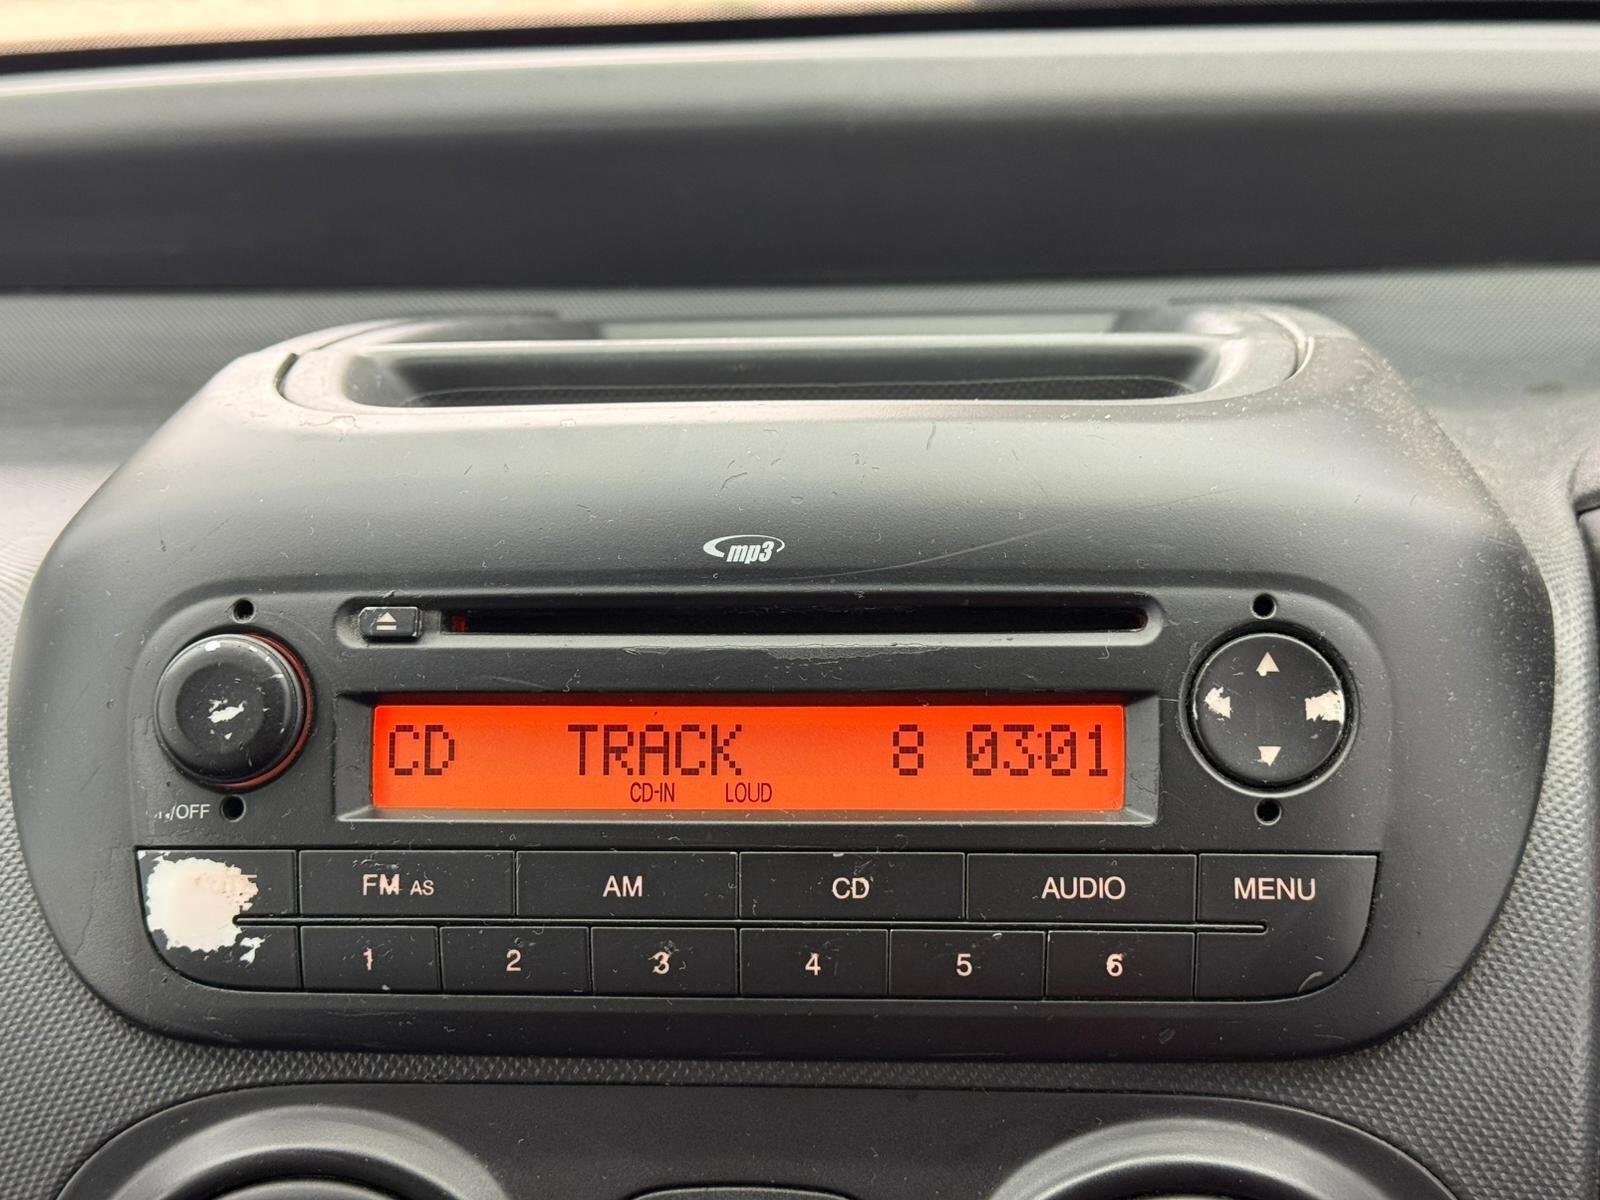 mp3
CD TRACK 8 03:01
CD-IN LOUD
/OFF
FM AS AM CD AUDIO MENU
1 2 3 4 5 6